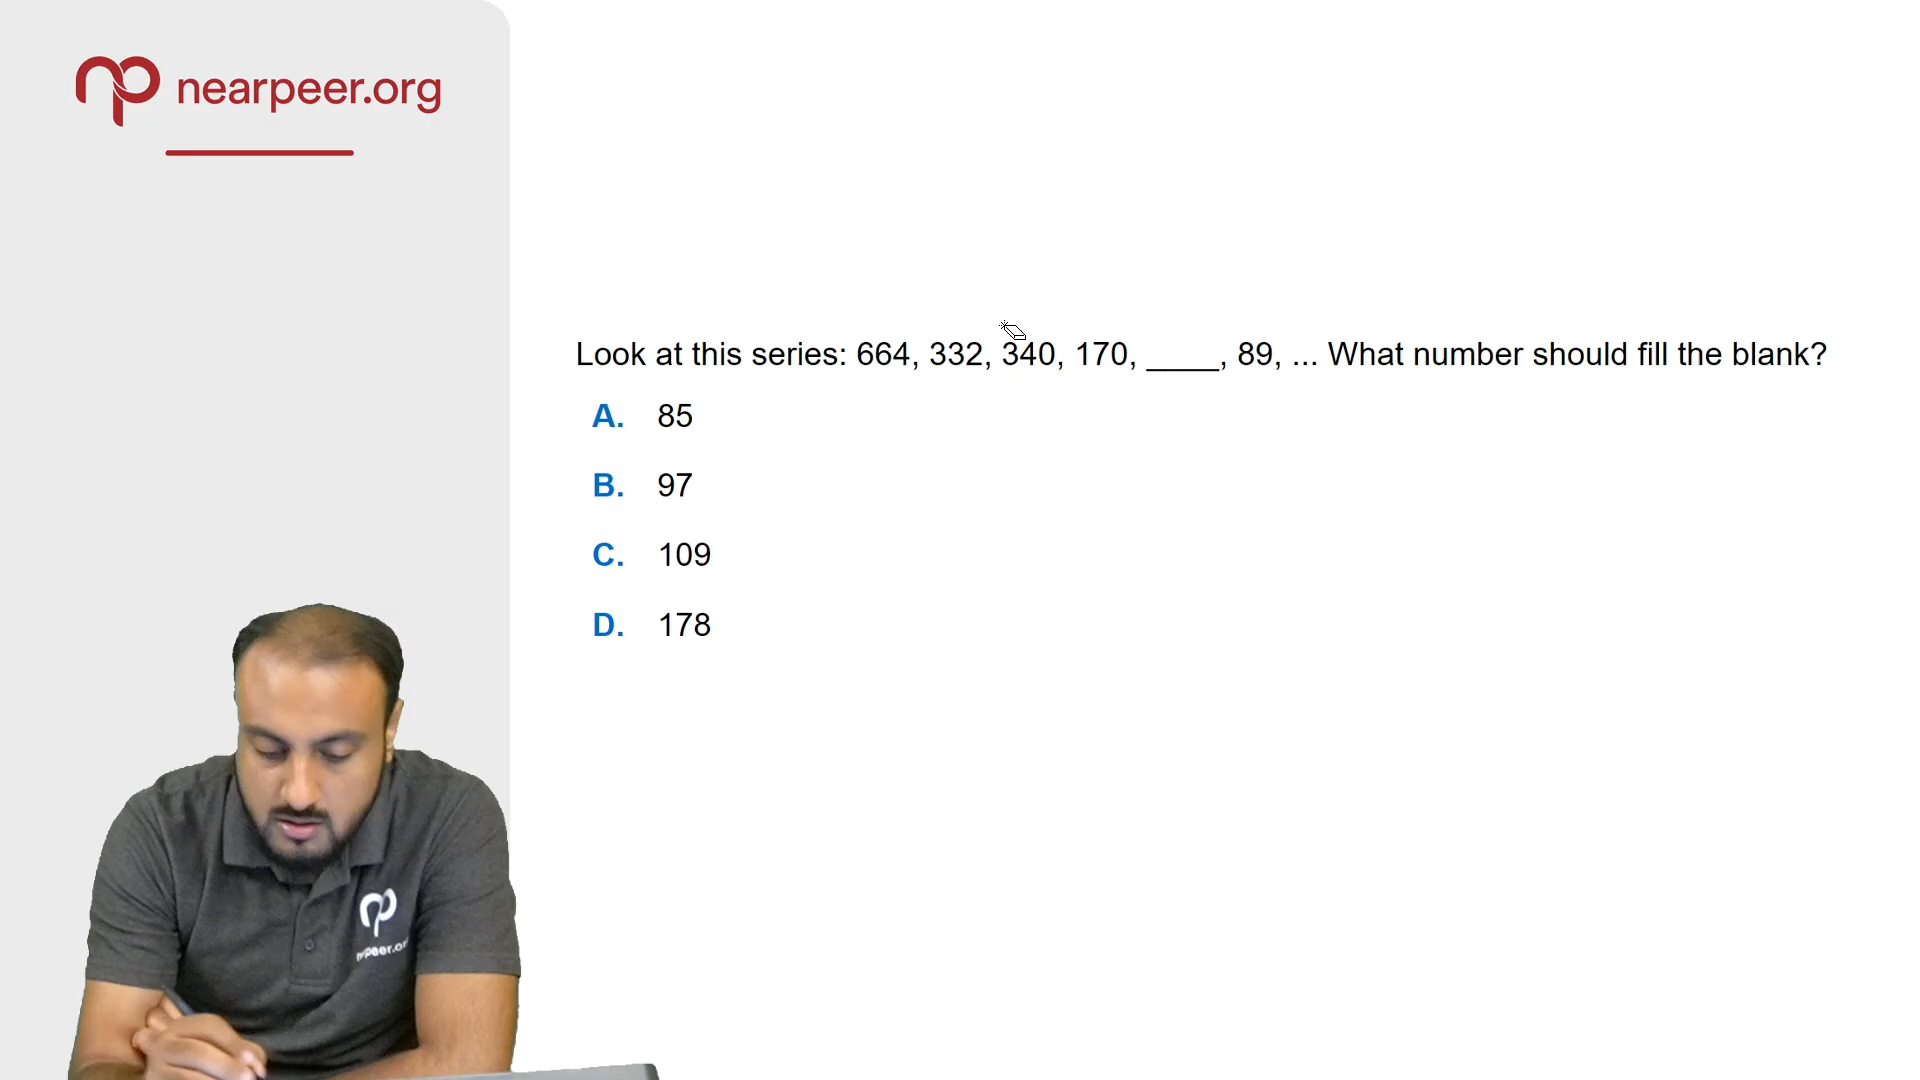 nearpeer.org
Look at this series: 664, 332, 340, 170, ____, 89, ... What number should fill the blank?
A. 85
B. 97
C. 109
D. 178